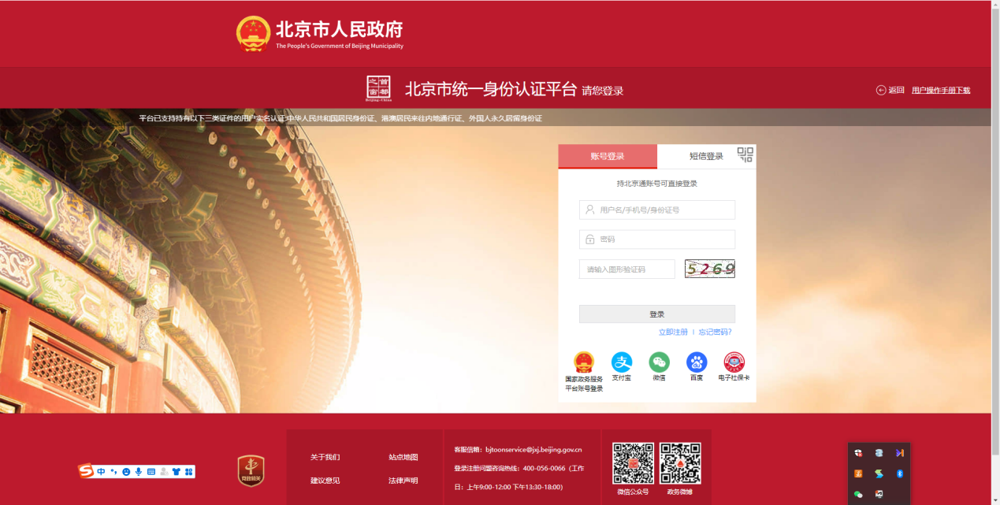 北京市人民政府
The People's Government of Beijing Municipality
首都之窗
Beijing-China
北京市统一身份认证平台 请您登录
返回 用户操作手册下载
平台已支持持有以下三类证件的用户实名认证:中华人民共和国居民身份证、港澳居民来往内地通行证、外国人永久居留身份证
账号登录 短信登录
持北京通账号可直接登录
用户名/手机号/身份证号
密码
请输入图形验证码 5269
登录
立即注册 | 忘记密码?
国家政务服务平台账号登录
支付宝
微信
百度
电子社保卡
中
党政机关
关于我们 站点地图
建议意见 法律声明
客服信箱：bjtoonservice@jxj.beijing.gov.cn
登录注册问题咨询热线：400-056-0066（工作
日：上午9:00-12:00 下午13:30-18:00）
微信公众号 政务微博